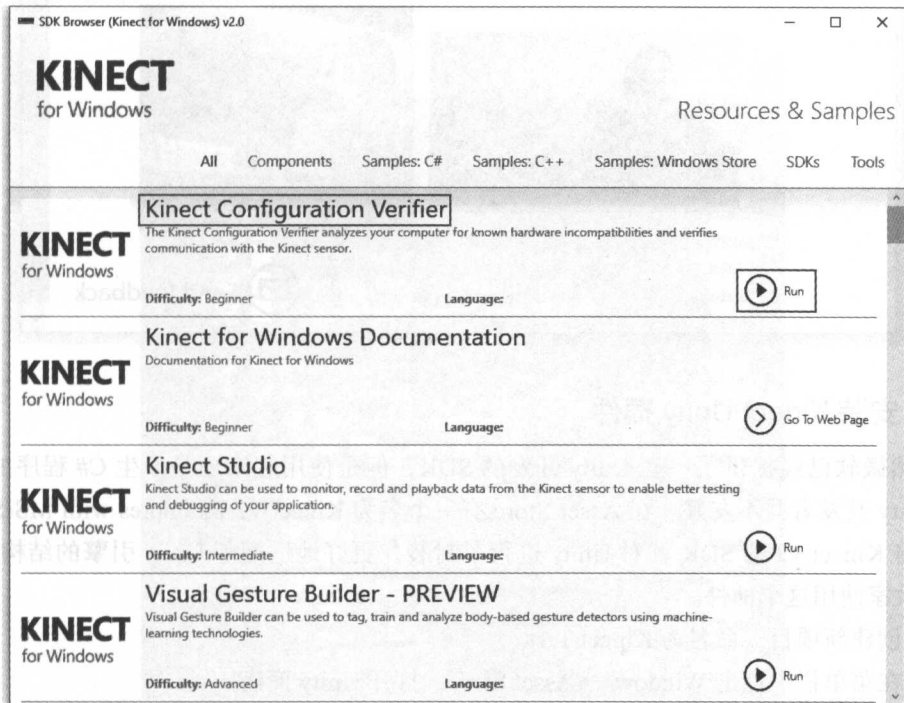 SDK Browser (Kinect for Windows) v2.0
KINECT
for Windows
Resources & Samples
All Components Samples: C# Samples: C++ Samples: Windows Store SDKs Tools
Kinect Configuration Verifier
The Kinect Configuration Verifier analyzes your computer for known hardware incompatibilities and verifies
communication with the Kinect sensor.
KINECT
for Windows
Difficulty: Beginner Language:
Run
Kinect for Windows Documentation
Documentation for Kinect for Windows
KINECT
for Windows
Difficulty: Beginner Language:
Go To Web Page
Kinect Studio
Kinect Studio can be used to monitor, record and playback data from the Kinect sensor to enable better testing
and debugging of your application.
KINECT
for Windows
Difficulty: Intermediate Language:
Run
Visual Gesture Builder - PREVIEW
Visual Gesture Builder can be used to tag, train and analyze body-based gesture detectors using machine-
learning technologies.
KINECT
for Windows
Difficulty: Advanced Language:
Run